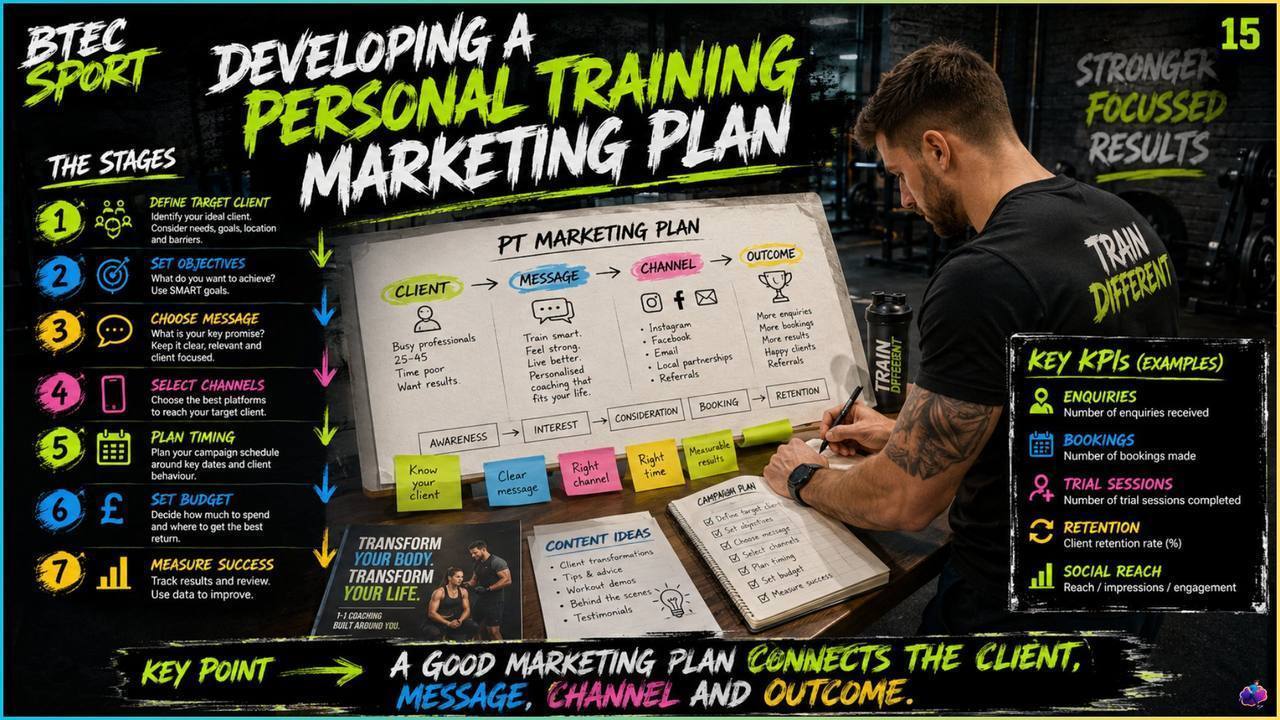 BTEC
SPORT
DEVELOPING A
PERSONAL TRAINING
MARKETING PLAN
15
STRONGER
FOCUSSED
RESULTS
THE STAGES
1
DEFINE TARGET CLIENT
Identify your ideal client.
Consider needs, goals, location
and barriers.
2
SET OBJECTIVES
What do you want to achieve?
Use SMART goals.
3
CHOOSE MESSAGE
What is your key promise?
Keep it clear, relevant and
client focused.
4
SELECT CHANNELS
Choose the best platforms
to reach your target client.
5
PLAN TIMING
Plan your campaign schedule
around key dates and client
behaviour.
6
£
SET BUDGET
Decide how much to spend
and where to get the best
return.
7
MEASURE SUCCESS
Track results and review.
Use data to improve.
PT MARKETING PLAN
CLIENT
Busy professionals
25-45
Time poor
Want results.
MESSAGE
Train smart.
Feel strong.
Live better.
Personalised
coaching that
fits your life.
CHANNEL
f
• Instagram
• Facebook
• Email
• Local partnerships
• Referrals
OUTCOME
More enquiries
More bookings
More results
Happy clients
Referrals
AWARENESS
INTEREST
CONSIDERATION
BOOKING
RETENTION
Know
your
client
Clear
message
Right
channel
Right
time
Measurable
results
TRANSFORM
YOUR BODY.
TRANSFORM
YOUR LIFE.
1-1 COACHING
BUILT AROUND YOU.
CONTENT IDEAS
• Client transformations
• Tips & advice
• Workout demos
• Behind the scenes
• Testimonials
CAMPAIGN PLAN
Define target client
Set objectives
Choose message
Select channels
Plan timing
Set budget
Measure success
TRAIN
TRAIN
DIFFERENT
KEY KPIs (EXAMPLES)
ENQUIRIES
Number of enquiries received
BOOKINGS
Number of bookings made
TRIAL SESSIONS
Number of trial sessions completed
RETENTION
Client retention rate (%)
SOCIAL REACH
Reach / impressions / engagement
KEY POINT
A GOOD MARKETING PLAN CONNECTS THE CLIENT,
MESSAGE, CHANNEL AND OUTCOME.